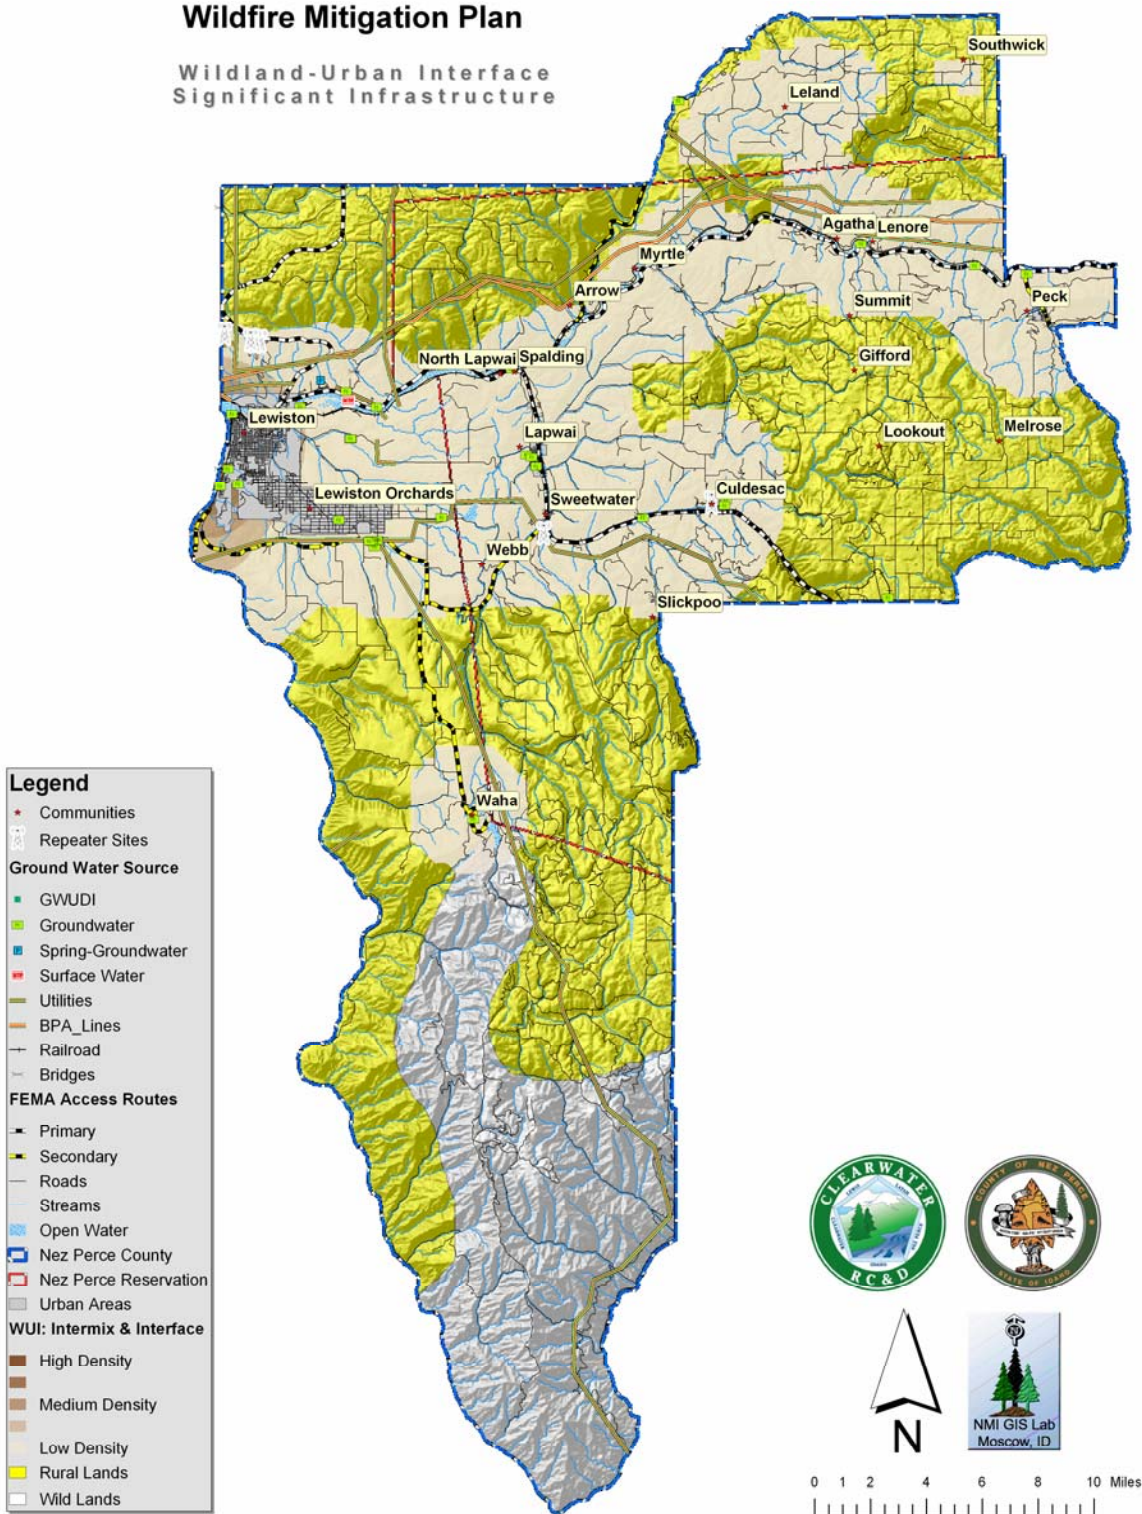 Wildfire Mitigation Plan
Wildland-Urban Interface
Significant Infrastructure
Southwick
Leland
Agatha
Lenore
Myrtle
Arrow
Summit
Peck
North Lapwai
Spalding
Gifford
Lewiston
Lapwai
Lookout
Melrose
Lewiston Orchards
Sweetwater
Culdesac
Webb
Slickpoo
Waha
Legend
Communities
Repeater Sites
Ground Water Source
GWUDI
Groundwater
Spring-Groundwater
Surface Water
Utilities
BPA_Lines
Railroad
Bridges
FEMA Access Routes
Primary
Secondary
Roads
Streams
Open Water
Nez Perce County
Nez Perce Reservation
Urban Areas
WUI: Intermix & Interface
High Density
Medium Density
Low Density
Rural Lands
Wild Lands
CLEARWATER
RC&D
COUNTY OF NEZ PERCE
STATE OF IDAHO
N
NMI GIS Lab
Moscow, ID
0 1 2 4 6 8 10 Miles